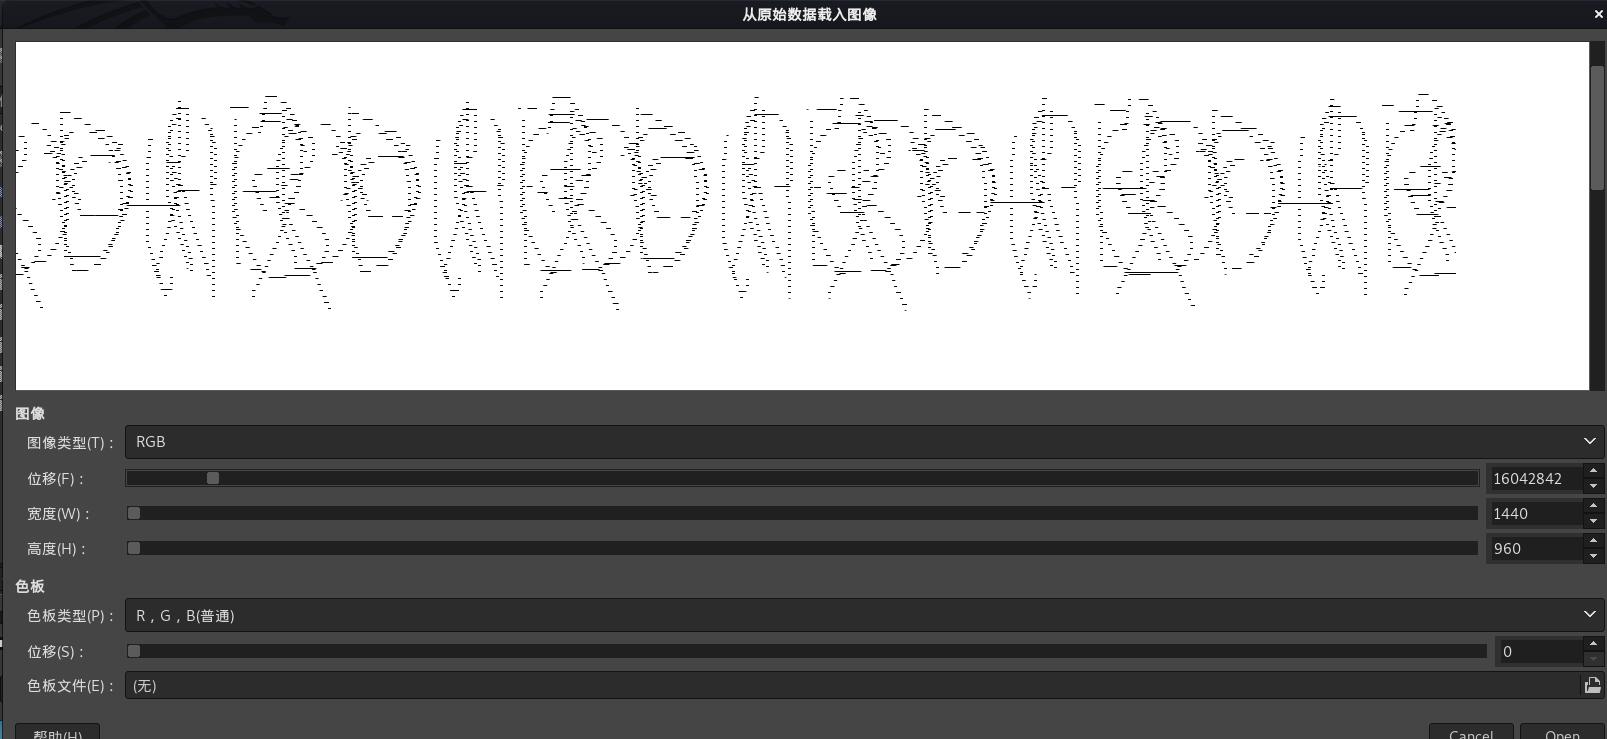 从原始数据载入图像
×
图像
图像类型(T)： RGB
位移(F)： 16042842
宽度(W)： 1440
高度(H)： 960
色板
色板类型(P)： R，G，B(普通)
位移(S)： 0
色板文件(E)： (无)
帮助(H) Cancel Open